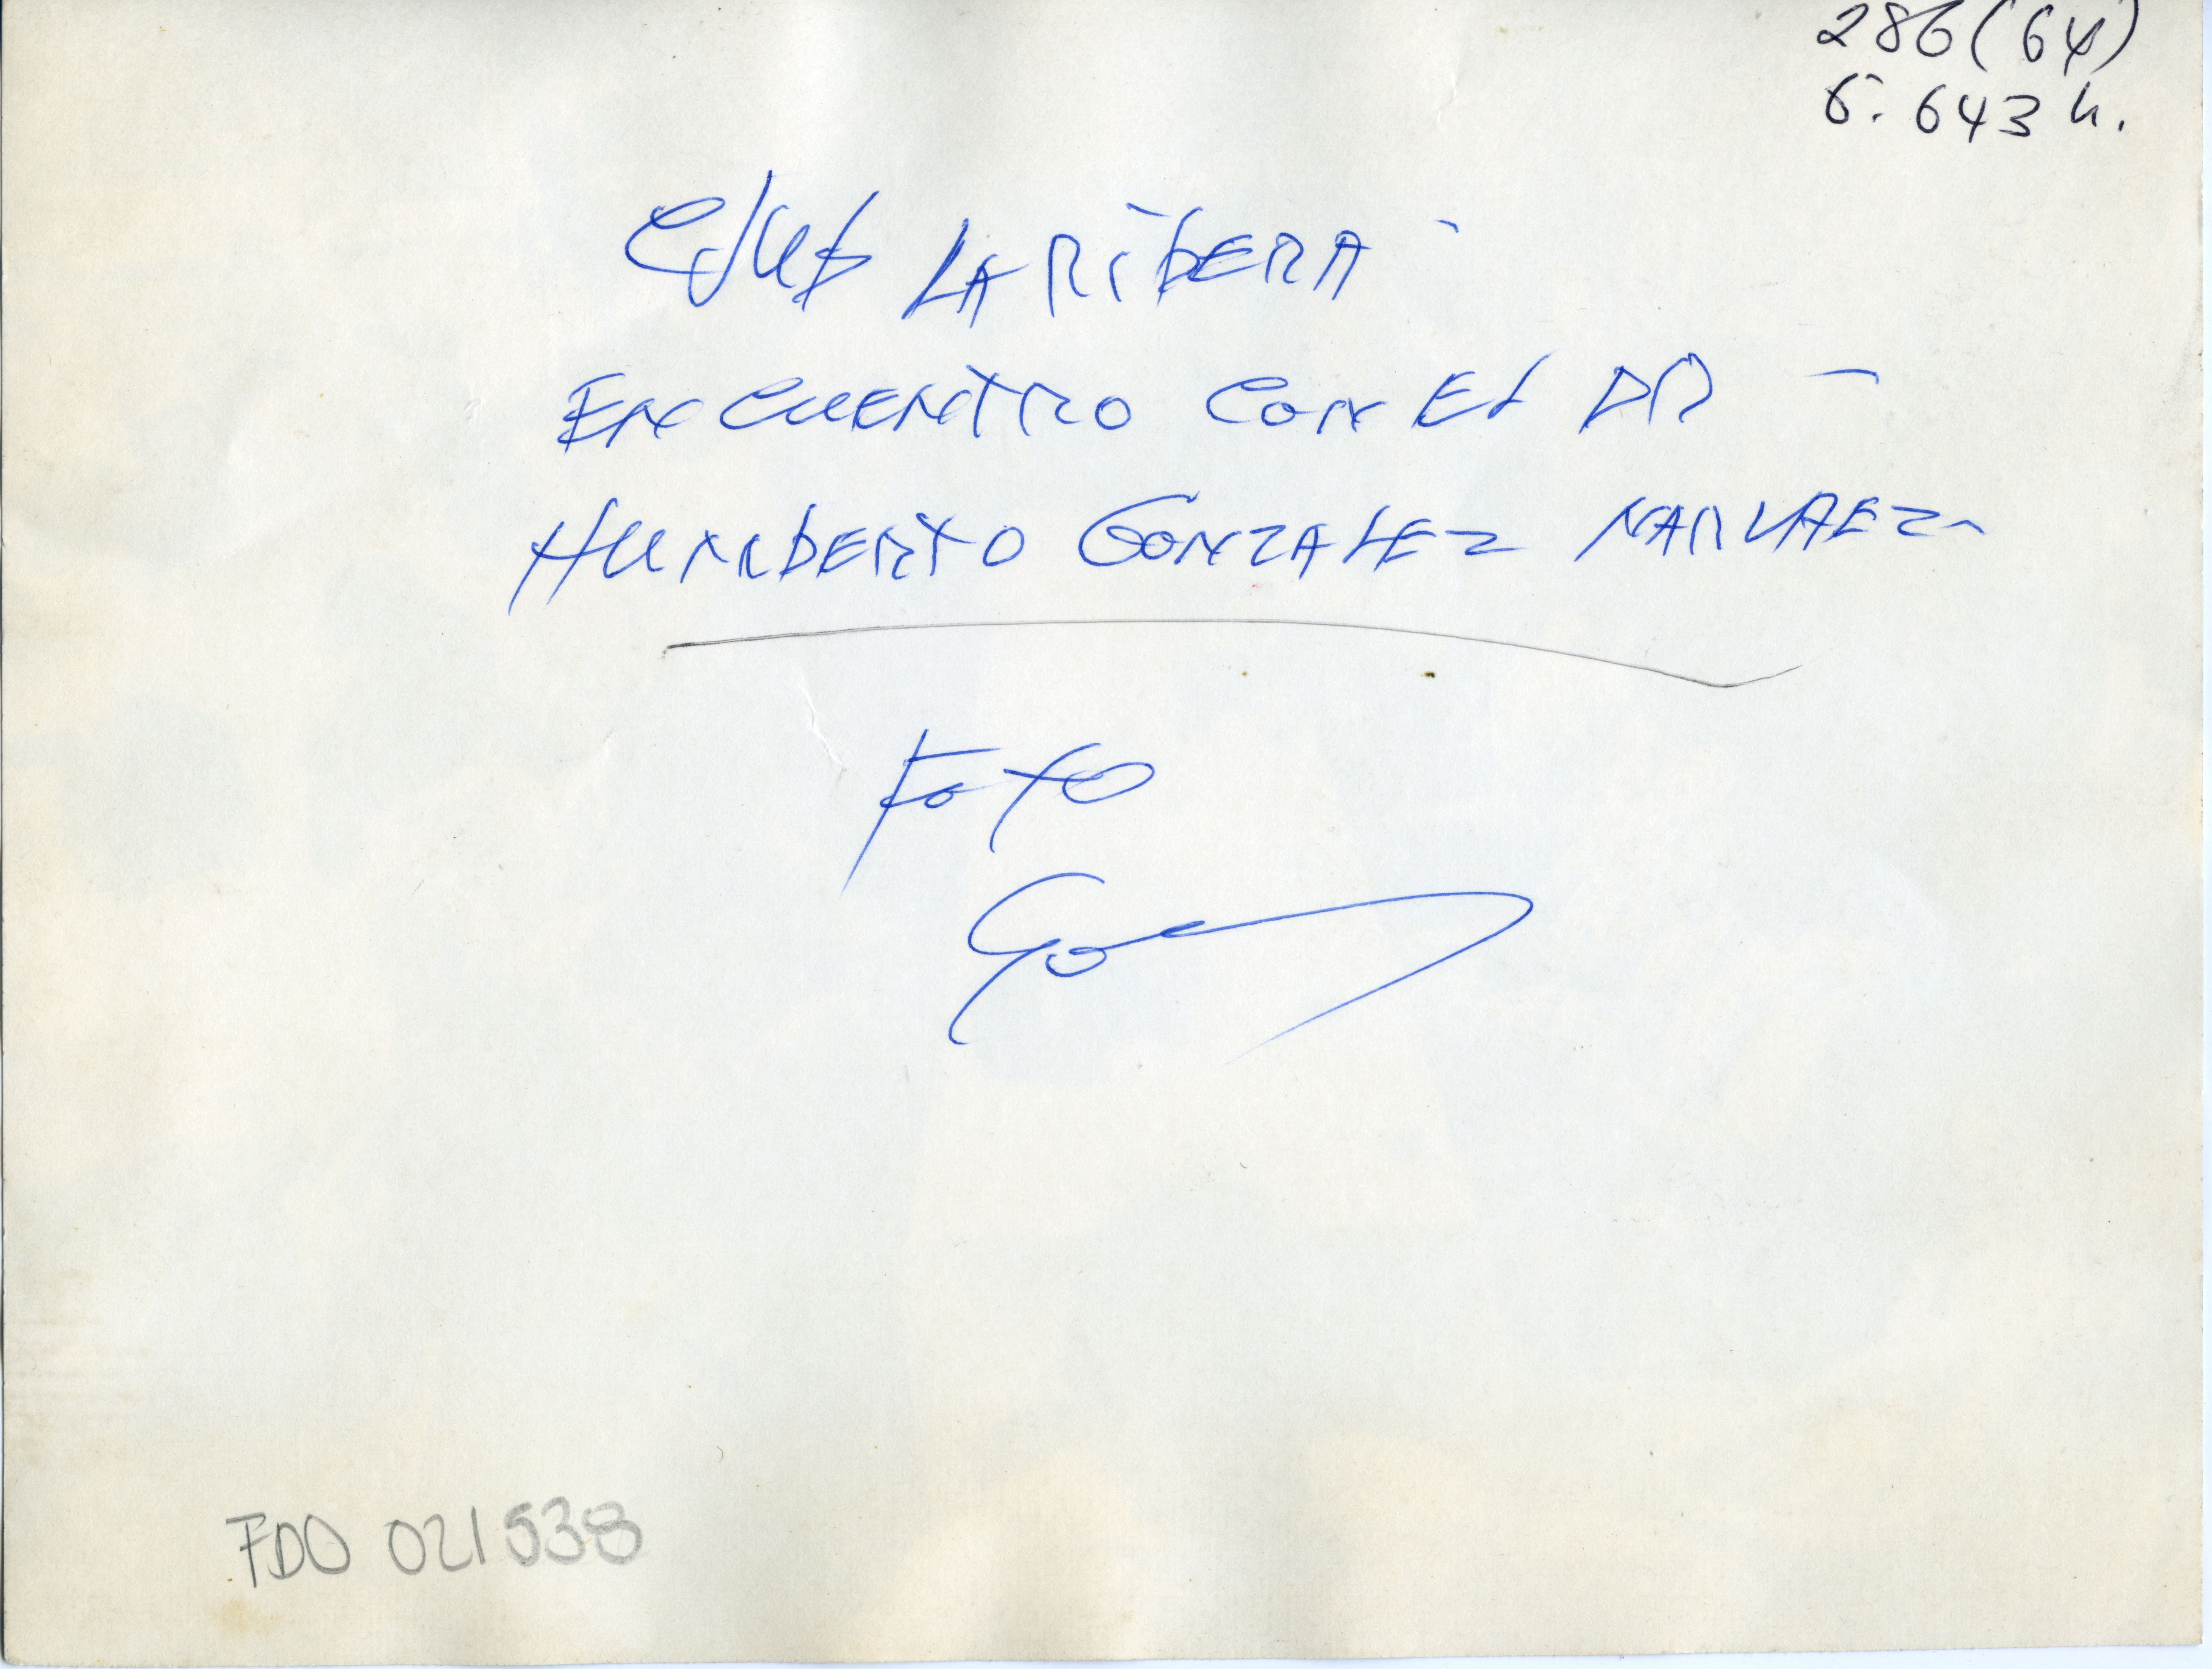 286(64)
6.643 h.
CLUB LA RIBERA -
ENCUENTRO CON EL DR -
HUMBERTO GONZALEZ NARVAEZ
FOTO
FDO 021538